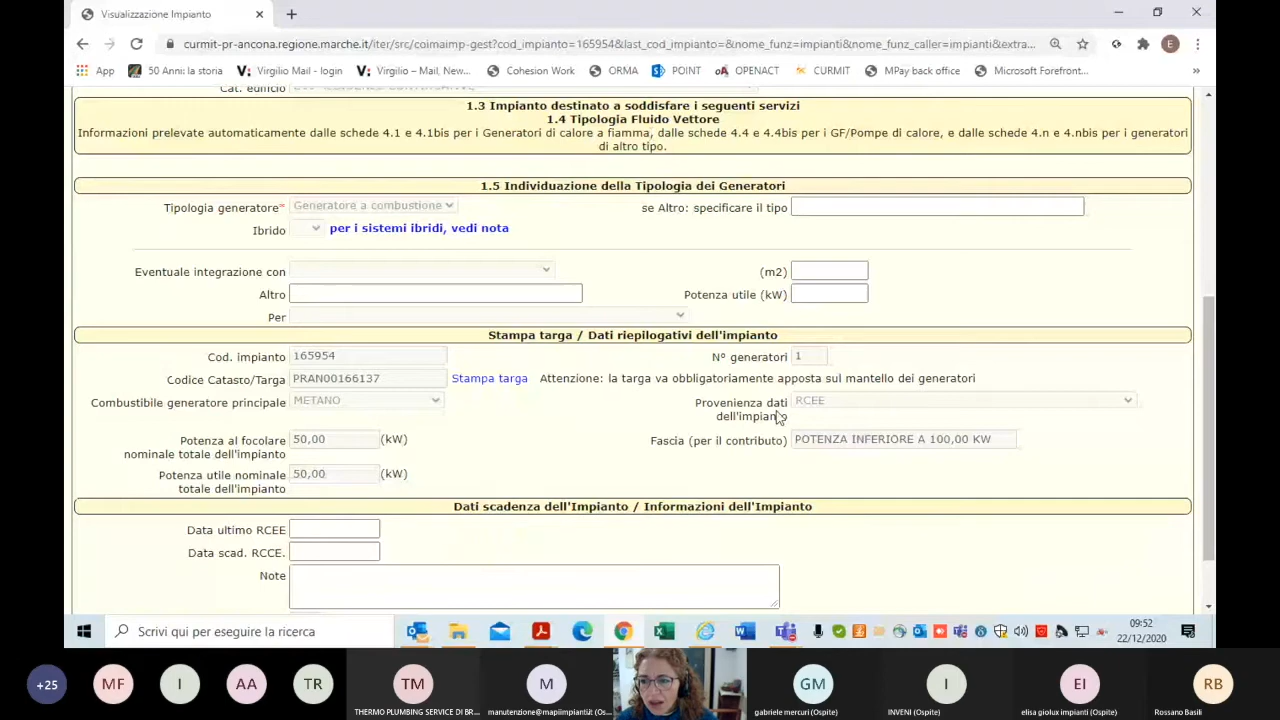 Visualizzazione Impianto
curmit-pr-ancona.regione.marche.it/iter/src/coimaimp-gest?cod_impianto=165954&last_cod_impianto=&nome_funz=impianti&nome_funz_caller=impianti&extra...
E
App 50 Anni: la storia Virgilio Mail - login Virgilio – Mail, New... Cohesion Work ORMA POINT OPENACT CURMIT MPay back office Microsoft Forefront...
Cat. edificio
1.3 Impianto destinato a soddisfare i seguenti servizi
1.4 Tipologia Fluido Vettore
Informazioni prelevate automaticamente dalle schede 4.1 e 4.1bis per i Generatori di calore a fiamma, dalle schede 4.4 e 4.4bis per i GF/Pompe di calore, e dalle schede 4.n e 4.nbis per i generatori
di altro tipo.
1.5 Individuazione della Tipologia dei Generatori
Tipologia generatore* Generatore a combustione se Altro: specificare il tipo
Ibrido per i sistemi ibridi, vedi nota
Eventuale integrazione con (m2)
Altro Potenza utile (kW)
Per
Stampa targa / Dati riepilogativi dell'impianto
Cod. impianto 165954 N° generatori 1
Codice Catasto/Targa PRAN00166137 Stampa targa Attenzione: la targa va obbligatoriamente apposta sul mantello dei generatori
Combustibile generatore principale METANO Provenienza dati RCEE
dell'impianto
Potenza al focolare 50,00 (kW) Fascia (per il contributo) POTENZA INFERIORE A 100,00 KW
nominale totale dell'impianto
Potenza utile nominale 50,00 (kW)
totale dell'impianto
Dati scadenza dell'Impianto / Informazioni dell'Impianto
Data ultimo RCEE
Data scad. RCCE.
Note
Scrivi qui per eseguire la ricerca
09:52
22/12/2020
+25 MF I AA TR TM M GM I EI RB
THERMO PLUMBING SERVICE DI BR... manutenzione@mapiimpianti.it (Os... gabriele mercuri (Ospite) INVENI (Ospite) elisa giolux impianti (Ospite) Rossano Basili